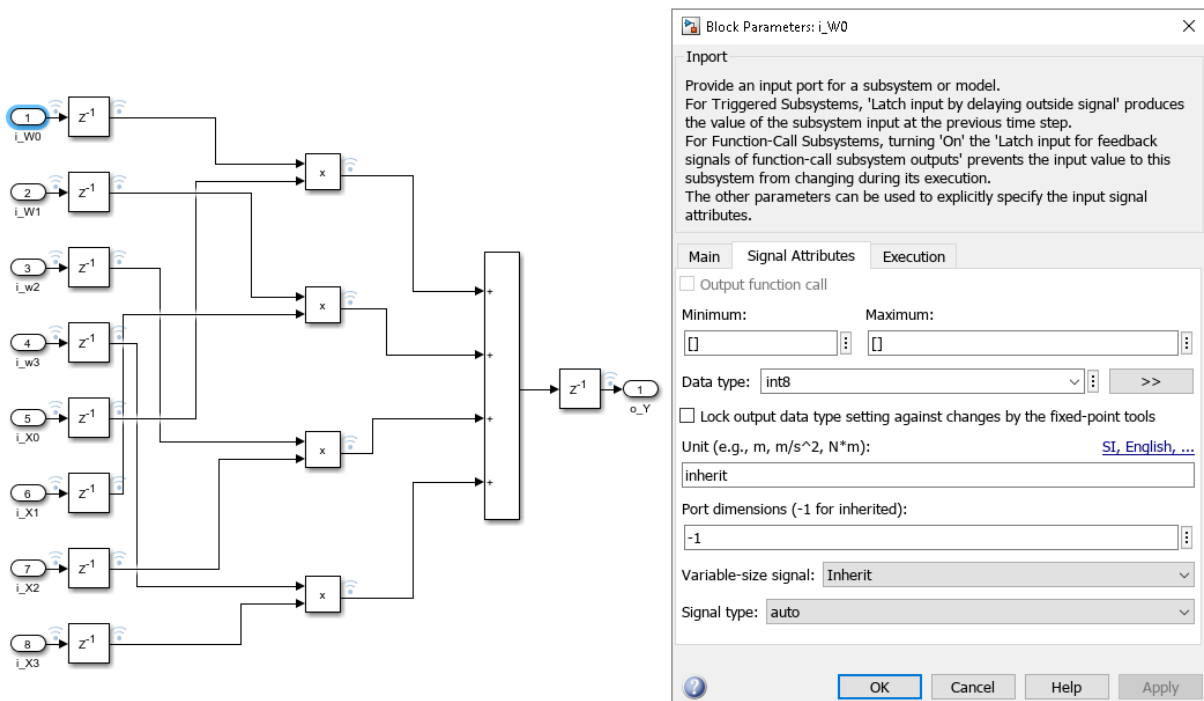 1
i_W0
z-1
2
i_W1
z-1
3
i_w2
z-1
4
i_w3
z-1
5
i_X0
z-1
6
i_X1
z-1
7
i_X2
z-1
8
i_X3
z-1
x
x
x
x
+
+
+
+
z-1
1
o_Y
Block Parameters: i_W0
Inport
Provide an input port for a subsystem or model.
For Triggered Subsystems, 'Latch input by delaying outside signal' produces
the value of the subsystem input at the previous time step.
For Function-Call Subsystems, turning 'On' the 'Latch input for feedback
signals of function-call subsystem outputs' prevents the input value to this
subsystem from changing during its execution.
The other parameters can be used to explicitly specify the input signal
attributes.
Main Signal Attributes Execution
Output function call
Minimum: Maximum:
[] []
Data type: int8 >>
Lock output data type setting against changes by the fixed-point tools
Unit (e.g., m, m/s^2, N*m): SI, English, ...
inherit
Port dimensions (-1 for inherited):
-1
Variable-size signal: Inherit
Signal type: auto
? OK Cancel Help Apply